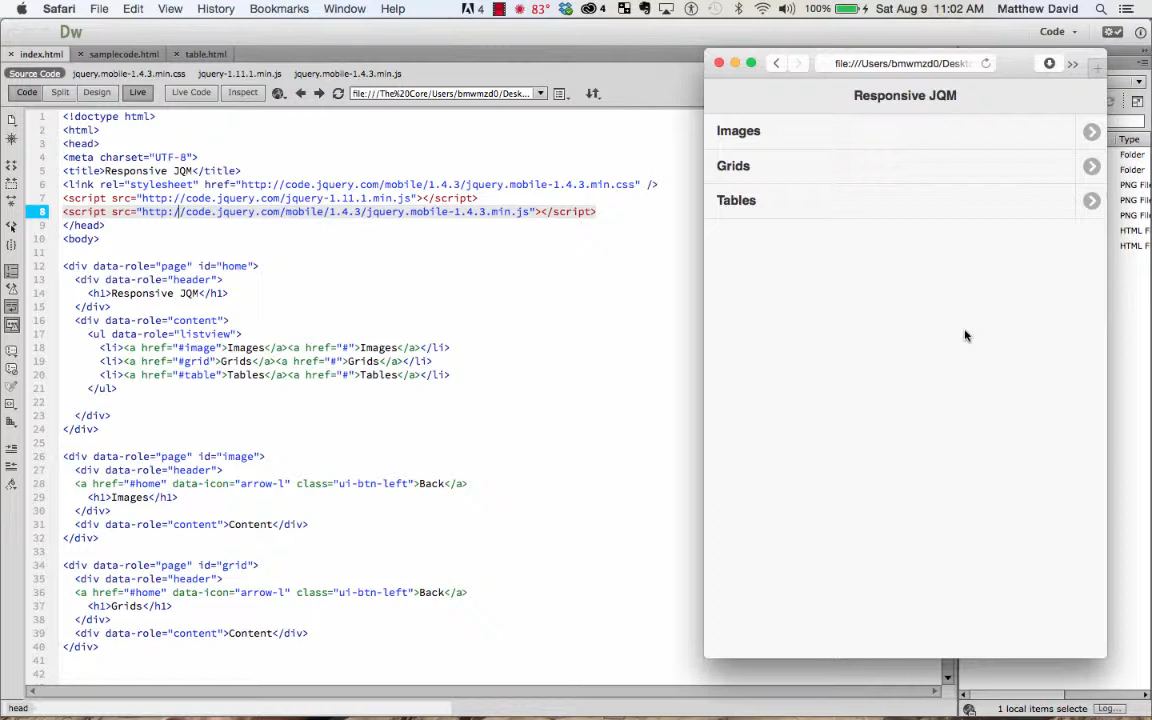 Safari File Edit View History Bookmarks Window Help 4 83° 4 100% Sat Aug 9 11:02 AM Matthew David
Dw Code
index.html samplecode.html table.html
Source Code jquery.mobile-1.4.3.min.css jquery-1.11.1.min.js jquery.mobile-1.4.3.min.js
Code Split Design Live Live Code Inspect file:///The%20Core/Users/bmwmzd0/Desk...
1 <!doctype html>
2 <html>
3 <head>
4 <meta charset="UTF-8">
5 <title>Responsive JQM</title>
6 <link rel="stylesheet" href="http://code.jquery.com/mobile/1.4.3/jquery.mobile-1.4.3.min.css" />
7 <script src="http://code.jquery.com/jquery-1.11.1.min.js"></script>
8 <script src="http://code.jquery.com/mobile/1.4.3/jquery.mobile-1.4.3.min.js"></script>
9 </head>
10 <body>
11
12 <div data-role="page" id="home">
13 <div data-role="header">
14 <h1>Responsive JQM</h1>
15 </div>
16 <div data-role="content">
17 <ul data-role="listview">
18 <li><a href="#image">Images</a><a href="#">Images</a></li>
19 <li><a href="#grid">Grids</a><a href="#">Grids</a></li>
20 <li><a href="#table">Tables</a><a href="#">Tables</a></li>
21 </ul>
22
23 </div>
24 </div>
25
26 <div data-role="page" id="image">
27 <div data-role="header">
28 <a href="#home" data-icon="arrow-l" class="ui-btn-left">Back</a>
29 <h1>Images</h1>
30 </div>
31 <div data-role="content">Content</div>
32 </div>
33
34 <div data-role="page" id="grid">
35 <div data-role="header">
36 <a href="#home" data-icon="arrow-l" class="ui-btn-left">Back</a>
37 <h1>Grids</h1>
38 </div>
39 <div data-role="content">Content</div>
40 </div>
41
42
head
file:///Users/bmwmzd0/Deskt
Responsive JQM
Images
Grids
Tables
Type
Folder
Folder
PNG File
PNG File
PNG File
HTML F
HTML F
1 local items selecte Log...